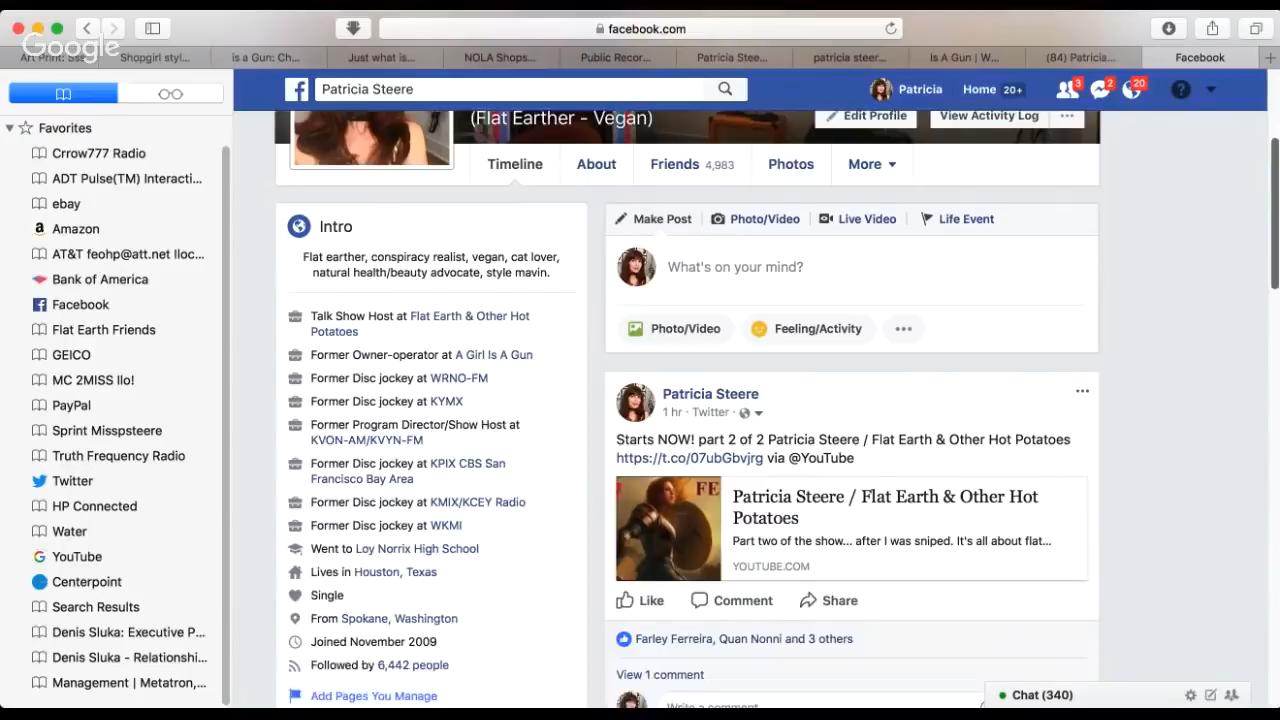 facebook.com
Google
Art Print: Sse... Shopgirl styl... is a Gun: Ch... Just what is... NOLA Shops... Public Recor... Patricia Stee... patricia steer... Is A Gun | W... (84) Patricia... Facebook
Patricia Steere
Patricia Home 20+ 3 2 20
Favorites
Crrow777 Radio
ADT Pulse(TM) Interacti...
ebay
Amazon
AT&T feohp@att.net lloc...
Bank of America
Facebook
Flat Earth Friends
GEICO
MC 2MISS llo!
PayPal
Sprint Misspsteere
Truth Frequency Radio
Twitter
HP Connected
Water
YouTube
Centerpoint
Search Results
Denis Sluka: Executive P...
Denis Sluka - Relationshi...
Management | Metatron,...
(Flat Earther - Vegan)
Edit Profile View Activity Log ...
Timeline About Friends 4,983 Photos More
Intro
Flat earther, conspiracy realist, vegan, cat lover,
natural health/beauty advocate, style mavin.
Talk Show Host at Flat Earth & Other Hot
Potatoes
Former Owner-operator at A Girl Is A Gun
Former Disc jockey at WRNO-FM
Former Disc jockey at KYMX
Former Program Director/Show Host at
KVON-AM/KVYN-FM
Former Disc jockey at KPIX CBS San
Francisco Bay Area
Former Disc jockey at KMIX/KCEY Radio
Former Disc jockey at WKMI
Went to Loy Norrix High School
Lives in Houston, Texas
Single
From Spokane, Washington
Joined November 2009
Followed by 6,442 people
Add Pages You Manage
Make Post Photo/Video Live Video Life Event
What's on your mind?
Photo/Video Feeling/Activity
Patricia Steere
1 hr · Twitter ·
Starts NOW! part 2 of 2 Patricia Steere / Flat Earth & Other Hot Potatoes
https://t.co/07ubGbvjrg via @YouTube
FE
Patricia Steere / Flat Earth & Other Hot
Potatoes
Part two of the show... after I was sniped. It's all about flat...
YOUTUBE.COM
Like Comment Share
Farley Ferreira, Quan Nonni and 3 others
View 1 comment
Write a comment...
Chat (340)